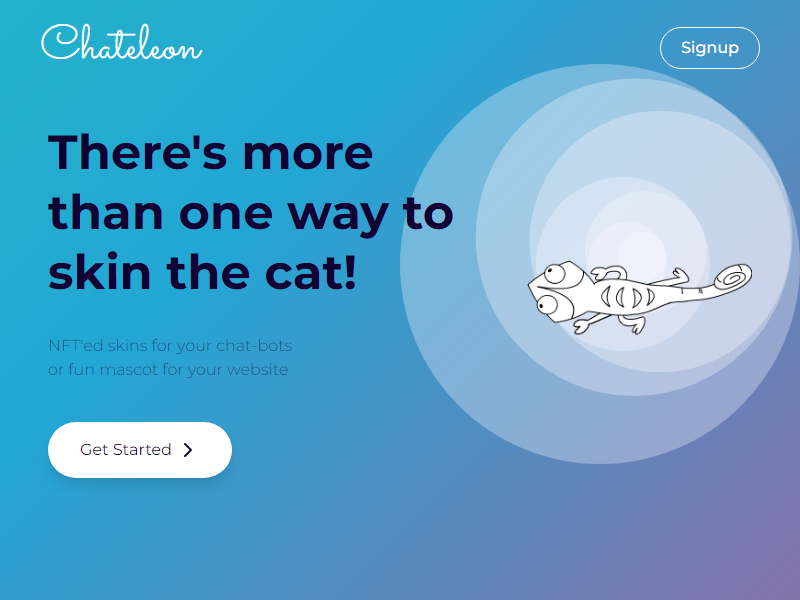 Chateleon
Signup
There's more
than one way to
skin the cat!
NFT'ed skins for your chat-bots
or fun mascot for your website
Get Started